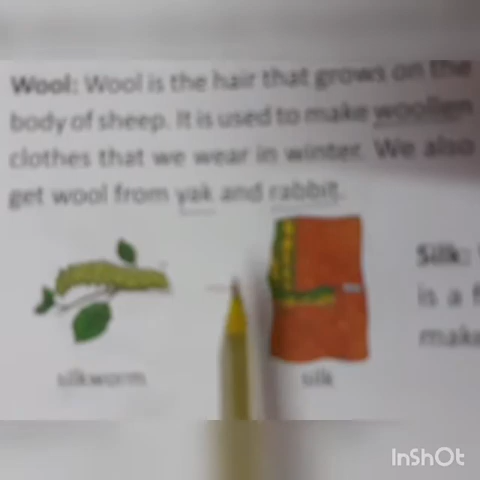 Wool: Wool is the hair that grows on the
body of sheep. It is used to make woollen
clothes that we wear in winter. We also
get wool from yak and rabbit.
Silk:
is a f
make
silkworm
silk
InShOt